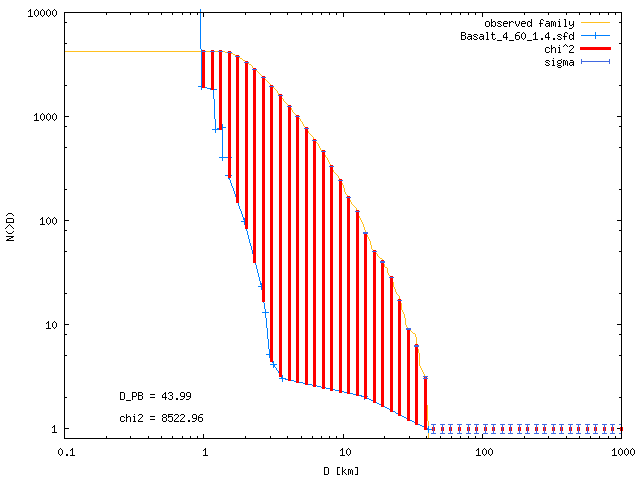 10000
1000
100
10
1
N(>D)
observed family
Basalt_4_60_1.4.sfd
chi^2
sigma
D_PB = 43.99
chi2 = 8522.96
0.1 1 10 100 1000
D [km]